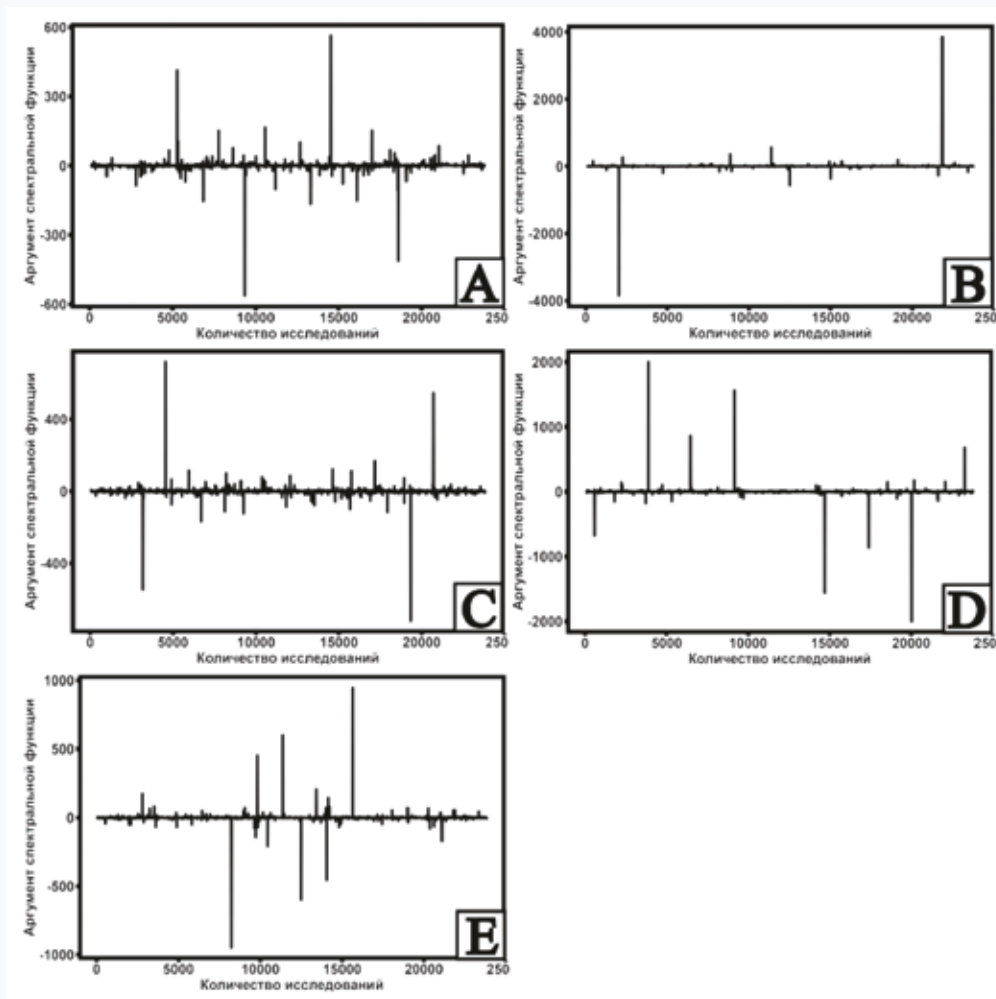 Аргумент спектральной функции
600
300
0
-300
-600
0 5000 10000 15000 20000 250
Количество исследований
A
Аргумент спектральной функции
4000
2000
0
-2000
-4000
0 5000 10000 15000 20000 250
Количество исследований
B
Аргумент спектральной функции
400
0
-400
0 5000 10000 15000 20000 250
Количество исследований
C
Аргумент спектральной функции
2000
1000
0
-1000
-2000
0 5000 10000 15000 20000 250
Количество исследований
D
Аргумент спектральной функции
1000
500
0
-500
-1000
0 5000 10000 15000 20000 250
Количество исследований
E